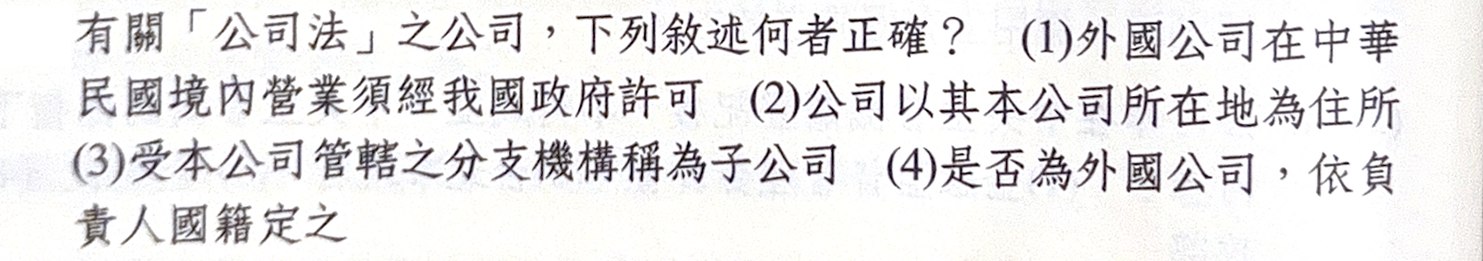 有關「公司法」之公司，下列敘述何者正確？　(1)外國公司在中華
民國境內營業須經我國政府許可　(2)公司以其本公司所在地為住所
(3)受本公司管轄之分支機構稱為子公司　(4)是否為外國公司，依負
責人國籍定之